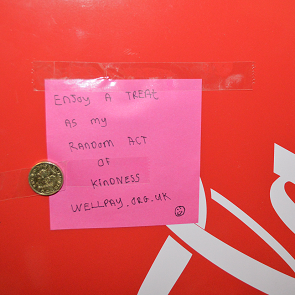 Enjoy A TREAT
AS my
RANDOM ACT
OF
KINDNESS
WELLPAY.ORG.UK